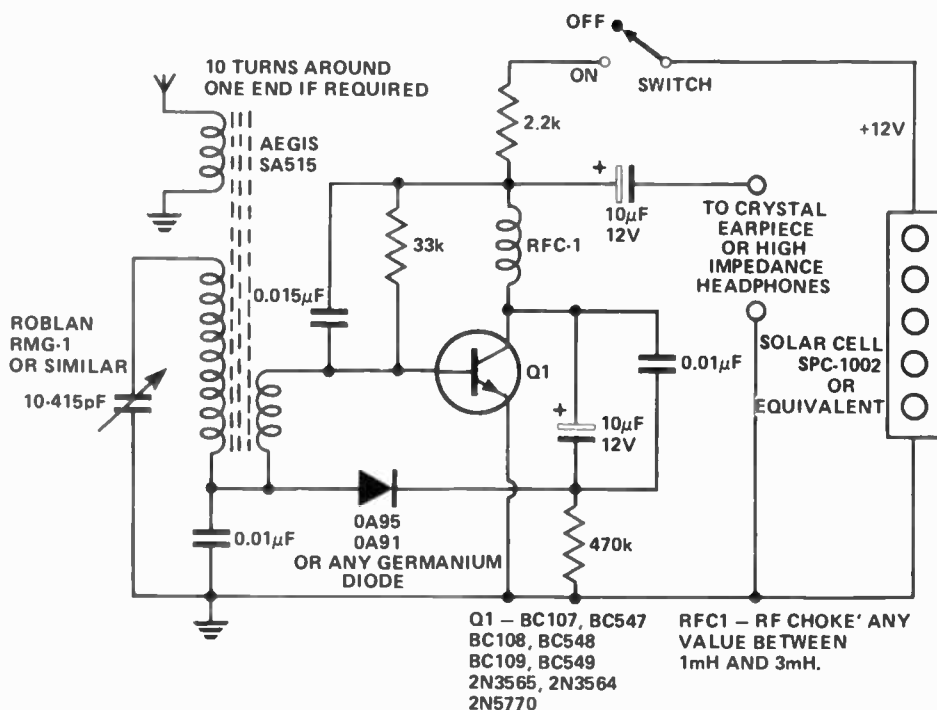 OFF
ON
SWITCH
10 TURNS AROUND
ONE END IF REQUIRED
AEGIS
SA515
2.2k
+12V
+
10µF
12V
TO CRYSTAL
EARPIECE
OR HIGH
IMPEDANCE
HEADPHONES
33k
RFC-1
0.015µF
ROBLAN
RMG-1
OR SIMILAR
10-415pF
Q1
0.01µF
SOLAR CELL
SPC-1002
OR
EQUIVALENT
+
10µF
12V
0.01µF
0A95
0A91
OR ANY GERMANIUM
DIODE
470k
Q1 – BC107, BC547
BC108, BC548
BC109, BC549
2N3565, 2N3564
2N5770
RFC1 – RF CHOKE' ANY
VALUE BETWEEN
1mH AND 3mH.